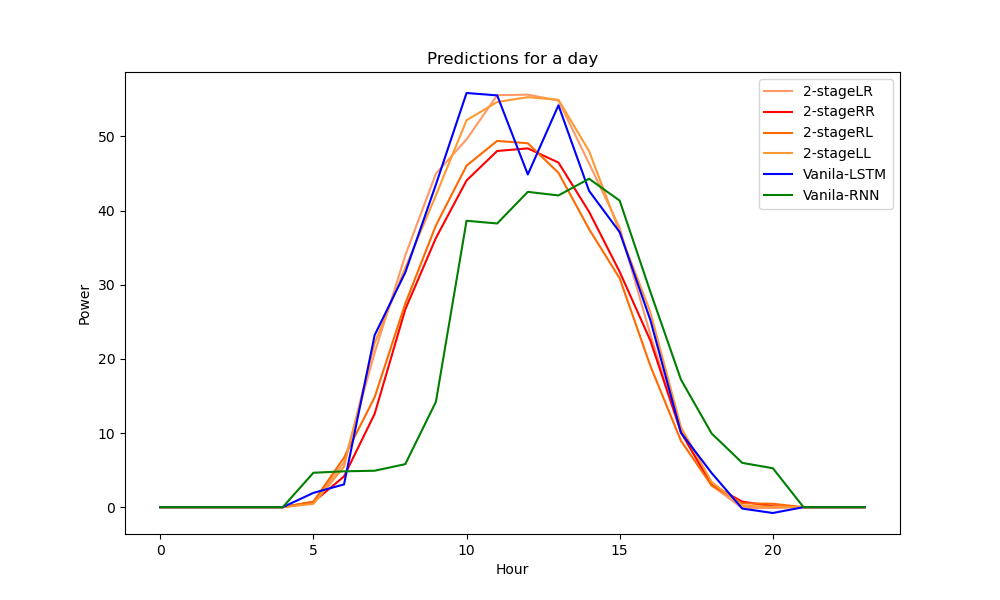 Predictions for a day
2-stageLR
2-stageRR
2-stageRL
2-stageLL
Vanila-LSTM
Vanila-RNN
Power
50
40
30
20
10
0
0 5 10 15 20
Hour